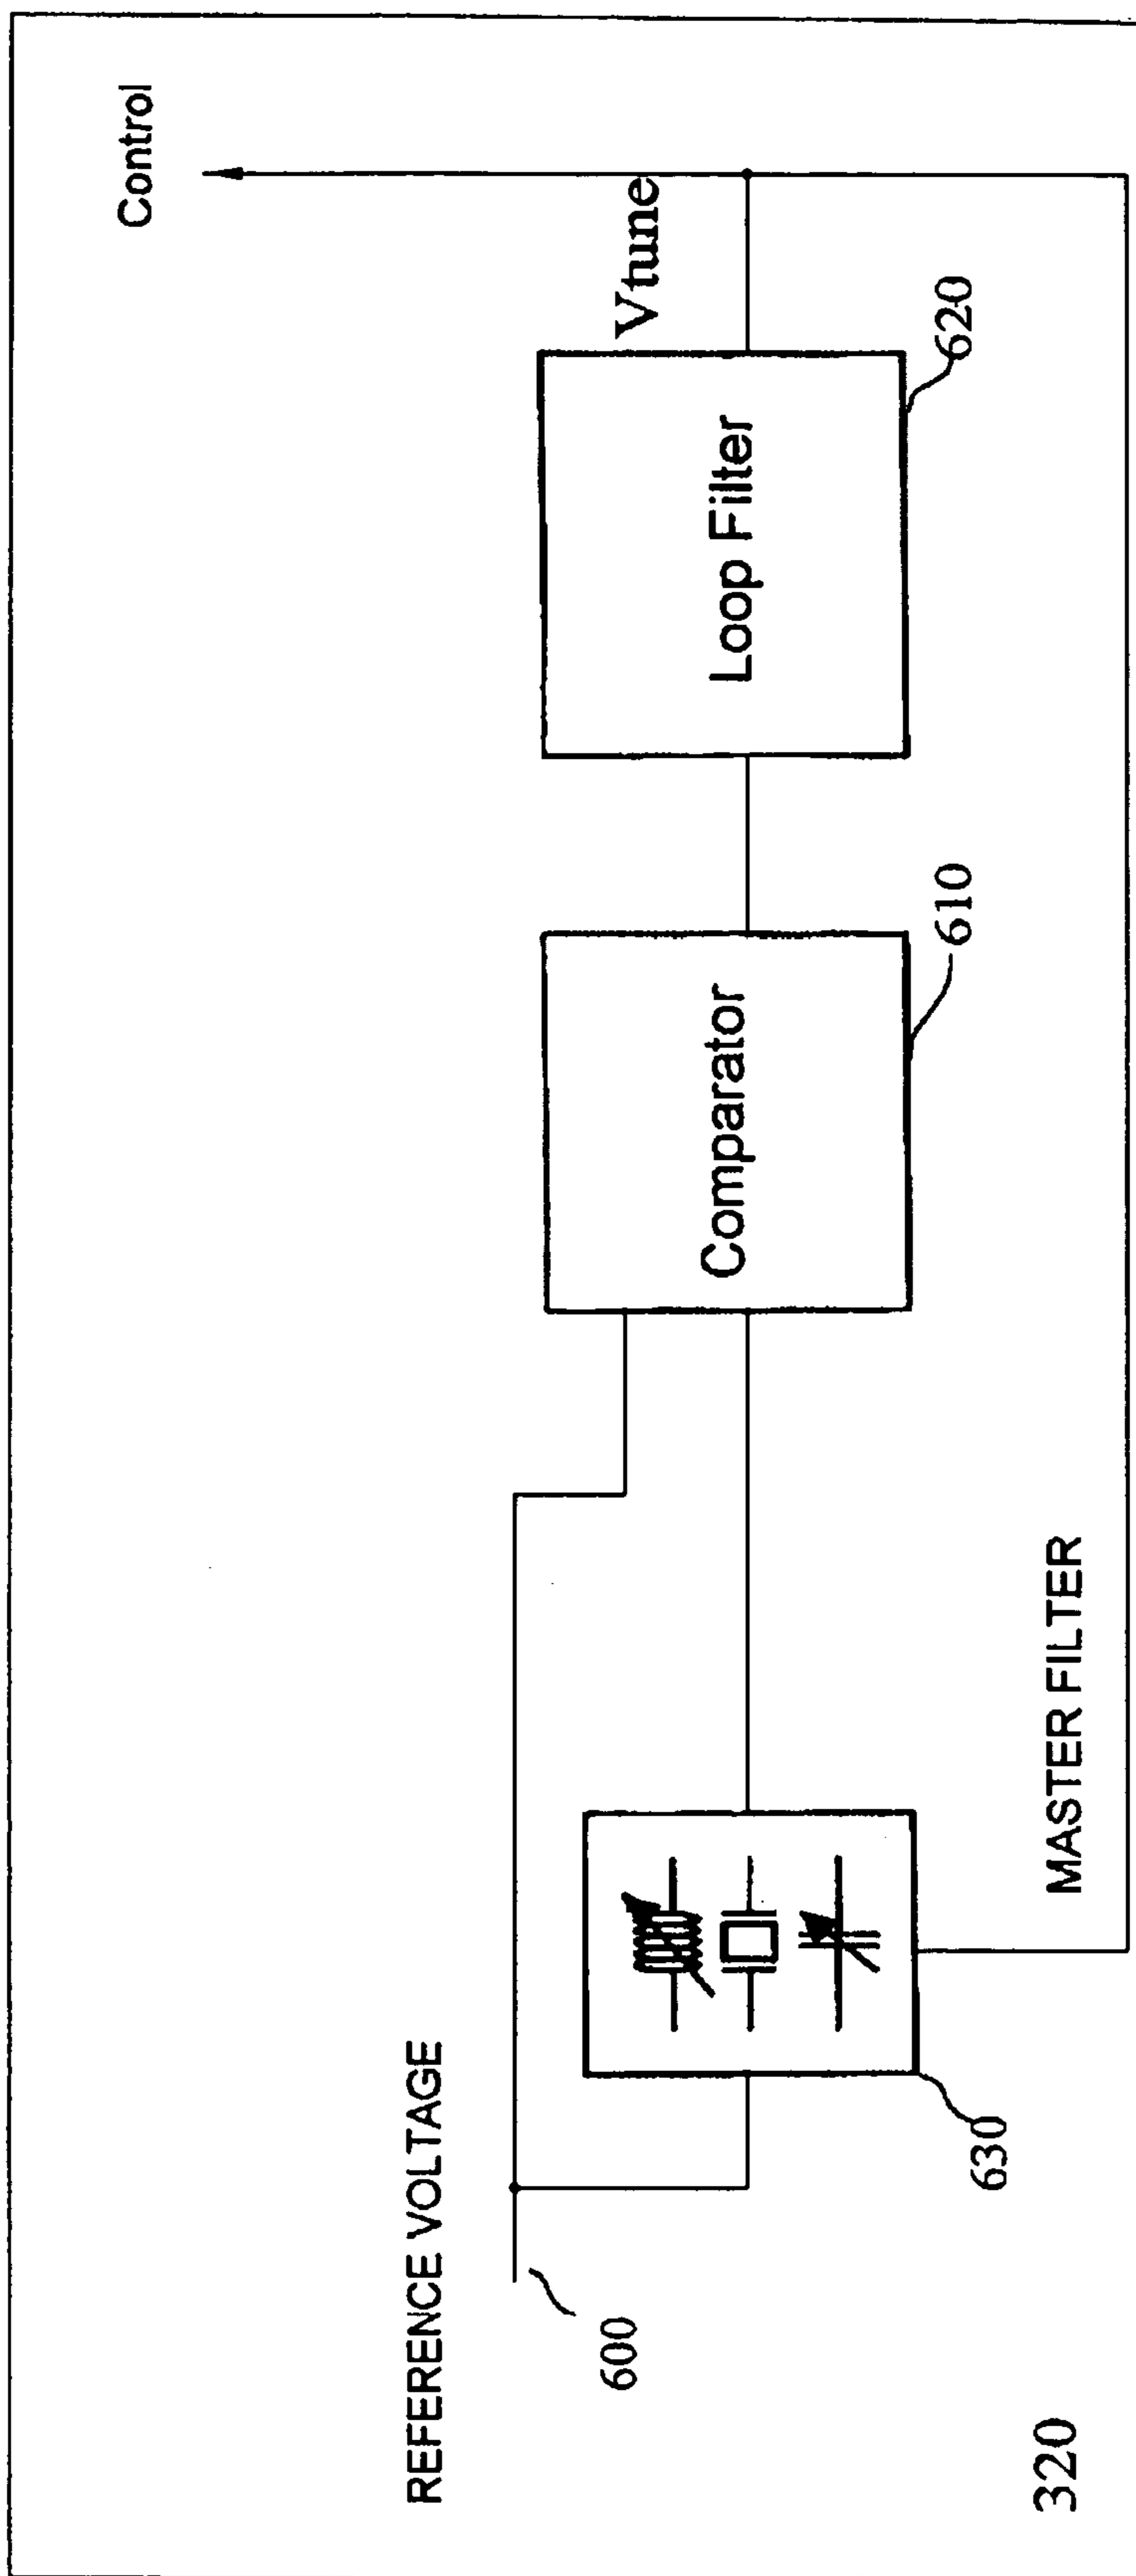 Control
REFERENCE VOLTAGE
Vtune
600
Comparator
Loop Filter
630
610
620
MASTER FILTER
320